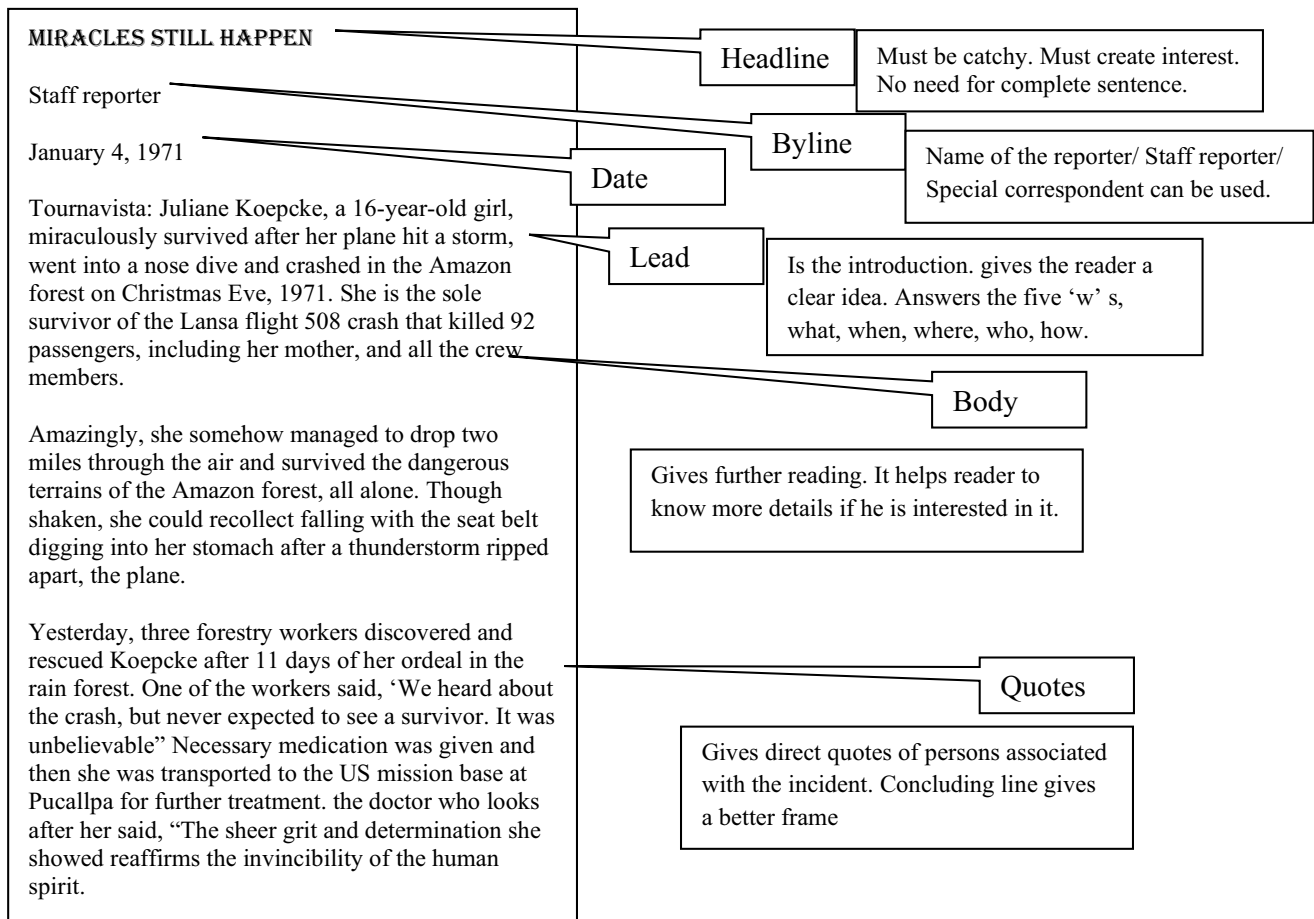 MIRACLES STILL HAPPEN
Staff reporter
January 4, 1971
Tournavista: Juliane Koepcke, a 16-year-old girl,
miraculously survived after her plane hit a storm,
went into a nose dive and crashed in the Amazon
forest on Christmas Eve, 1971. She is the sole
survivor of the Lansa flight 508 crash that killed 92
passengers, including her mother, and all the crew
members.
Amazingly, she somehow managed to drop two
miles through the air and survived the dangerous
terrains of the Amazon forest, all alone. Though
shaken, she could recollect falling with the seat belt
digging into her stomach after a thunderstorm ripped
apart, the plane.
Yesterday, three forestry workers discovered and
rescued Koepcke after 11 days of her ordeal in the
rain forest. One of the workers said, ‘We heard about
the crash, but never expected to see a survivor. It was
unbelievable” Necessary medication was given and
then she was transported to the US mission base at
Pucallpa for further treatment. the doctor who looks
after her said, “The sheer grit and determination she
showed reaffirms the invincibility of the human
spirit.
Headline
Must be catchy. Must create interest.
No need for complete sentence.
Byline
Name of the reporter/ Staff reporter/
Special correspondent can be used.
Date
Lead
Is the introduction. gives the reader a
clear idea. Answers the five ‘w’ s,
what, when, where, who, how.
Body
Gives further reading. It helps reader to
know more details if he is interested in it.
Quotes
Gives direct quotes of persons associated
with the incident. Concluding line gives
a better frame